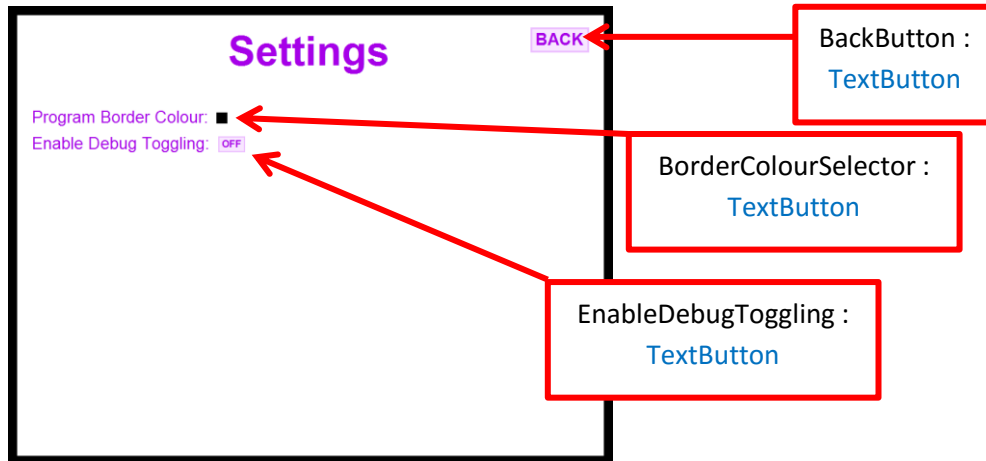 Settings
BACK
Program Border Colour:
Enable Debug Toggling: OFF
BackButton :
TextButton
BorderColourSelector :
TextButton
EnableDebugToggling :
TextButton